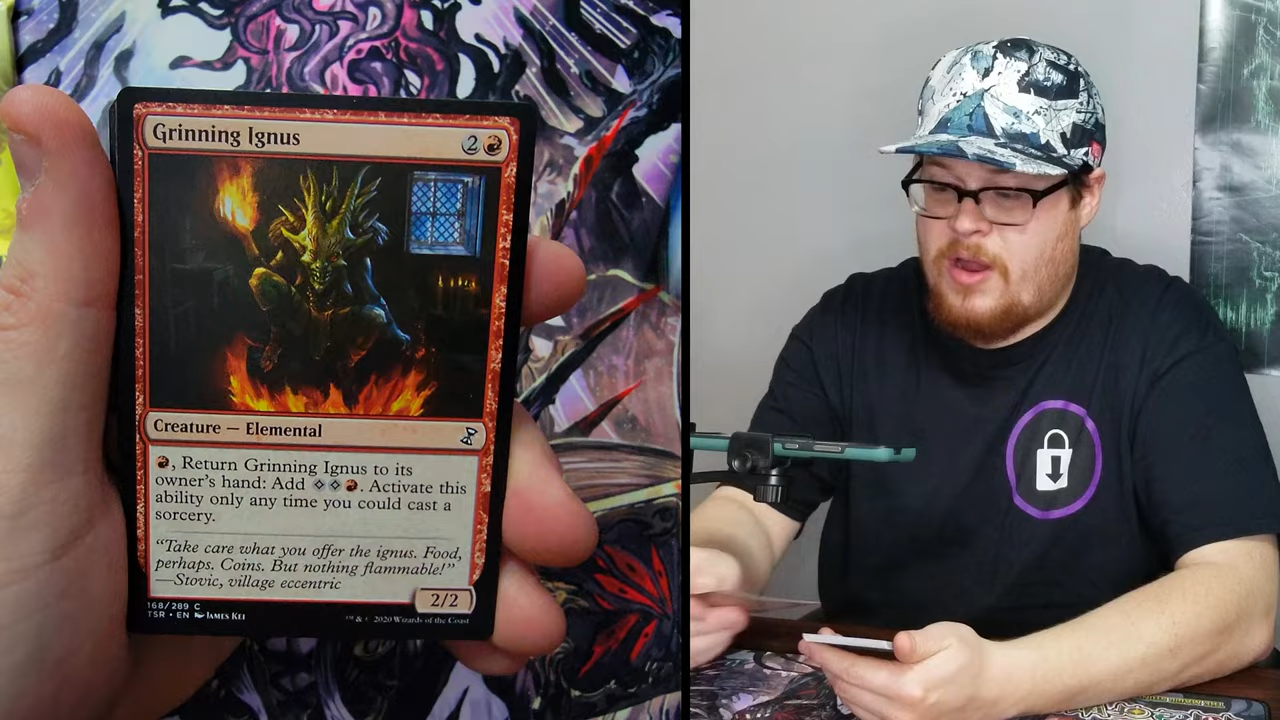 Grinning Ignus 2
Creature — Elemental
, Return Grinning Ignus to its
owner's hand: Add . Activate this
ability only any time you could cast a
sorcery.
"Take care what you offer the ignus. Food,
perhaps. Coins. But nothing flammable!"
—Stovic, village eccentric
2/2
168/289 C
TSR • EN James Kei
™ & © 2020 Wizards of the Coast